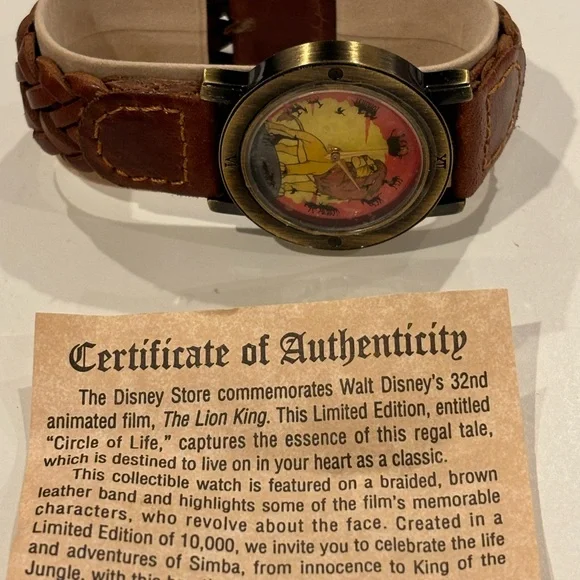 Certificate of Authenticity
The Disney Store commemorates Walt Disney's 32nd
animated film, The Lion King. This Limited Edition, entitled
“Circle of Life,” captures the essence of this regal tale,
which is destined to live on in your heart as a classic.
This collectible watch is featured on a braided, brown
leather band and highlights some of the film's memorable
characters, who revolve about the face. Created in a
Limited Edition of 10,000, we invite you to celebrate the life
and adventures of Simba, from innocence to King of the
Jungle, with this